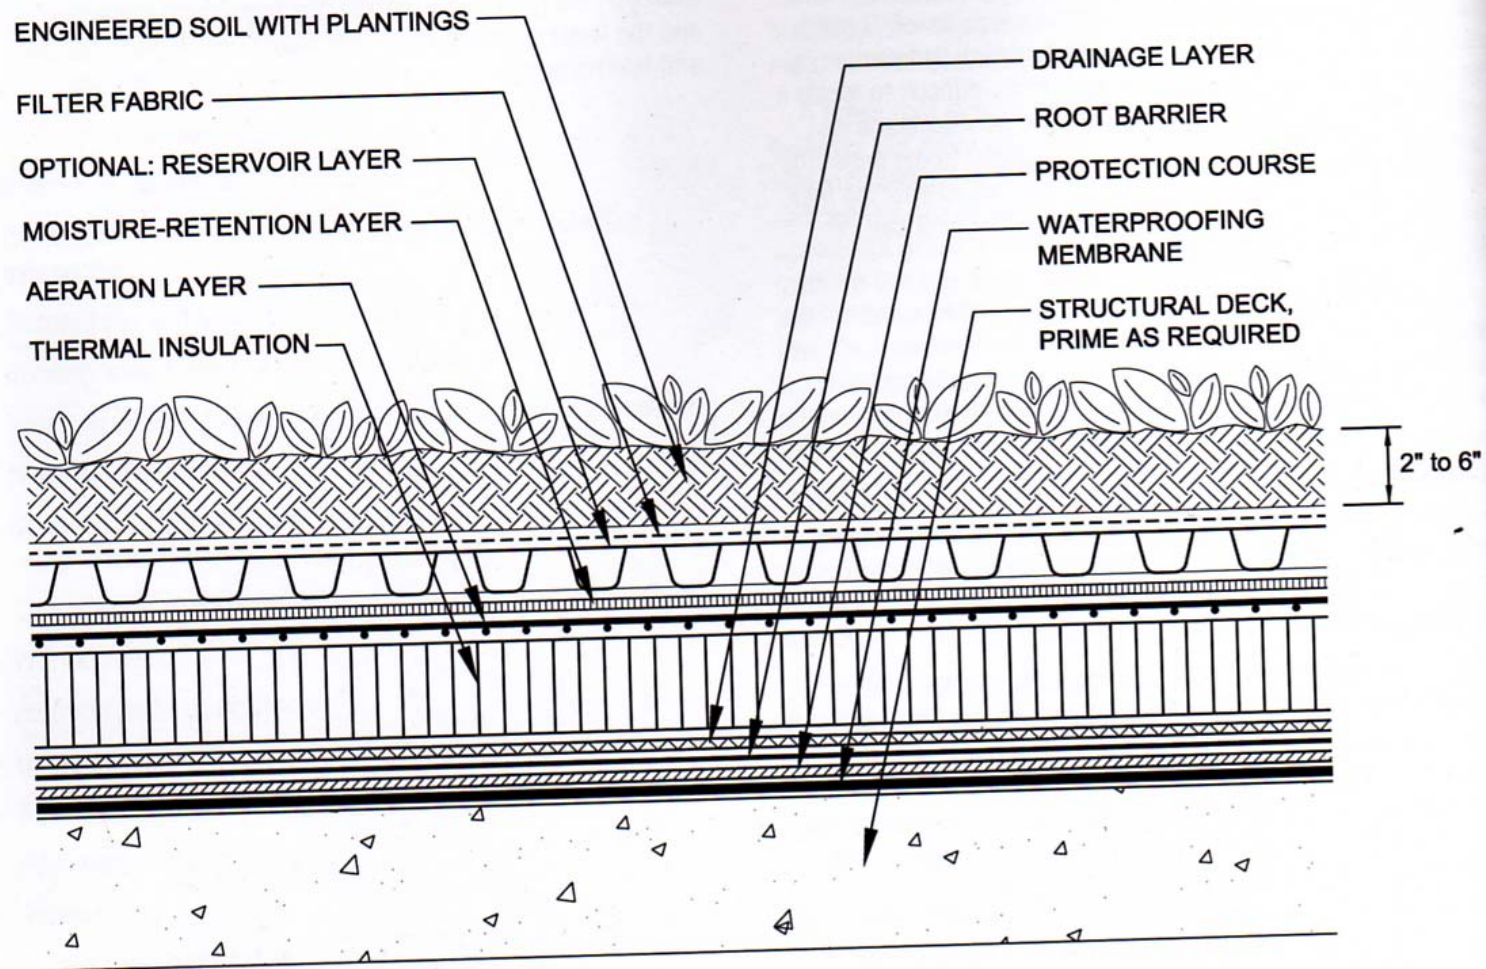 ENGINEERED SOIL WITH PLANTINGS
FILTER FABRIC
OPTIONAL: RESERVOIR LAYER
MOISTURE-RETENTION LAYER
AERATION LAYER
THERMAL INSULATION
DRAINAGE LAYER
ROOT BARRIER
PROTECTION COURSE
WATERPROOFING
MEMBRANE
STRUCTURAL DECK,
PRIME AS REQUIRED
2" to 6"